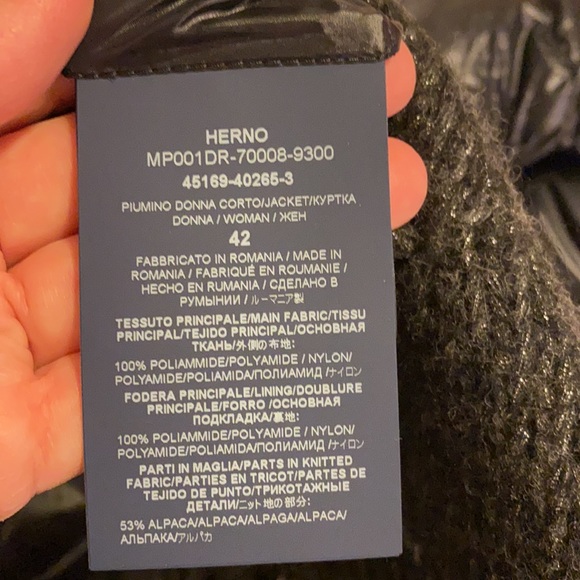 HERNO
MP001DR-70008-9300
45169-40265-3
PIUMINO DONNA CORTO/JACKET/КУРТКА
DONNA / WOMAN / ЖЕН
42
FABBRICATO IN ROMANIA / MADE IN
ROMANIA / FABRIQUÉ EN ROUMANIE /
HECHO EN RUMANIA / СДЕЛАНО В
РУМЫНИИ / ルーマニア製
TESSUTO PRINCIPALE/MAIN FABRIC/TISSU
PRINCIPAL/TEJIDO PRINCIPAL/ОСНОВНАЯ
ТКАНЬ/外側の布地:
100% POLIAMMIDE/POLYAMIDE / NYLON/
POLYAMIDE/POLIAMIDA/ПОЛИАМИД /ナイロン
FODERA PRINCIPALE/LINING/DOUBLURE
PRINCIPALE/FORRO /ОСНОВНАЯ
ПОДКЛАДКА/裏地:
100% POLIAMMIDE/POLYAMIDE / NYLON/
POLYAMIDE/POLIAMIDA/ПОЛИАМИД /ナイロン
PARTI IN MAGLIA/PARTS IN KNITTED
FABRIC/PARTIES EN TRICOT/PARTES DE
TEJIDO DE PUNTO/ТРИКОТАЖНЫЕ
ДЕТАЛИ/ニット地の部分:
53% ALPACA/ALPACA/ALPAGA/ALPACA/
АЛЬПАКА/アルパカ